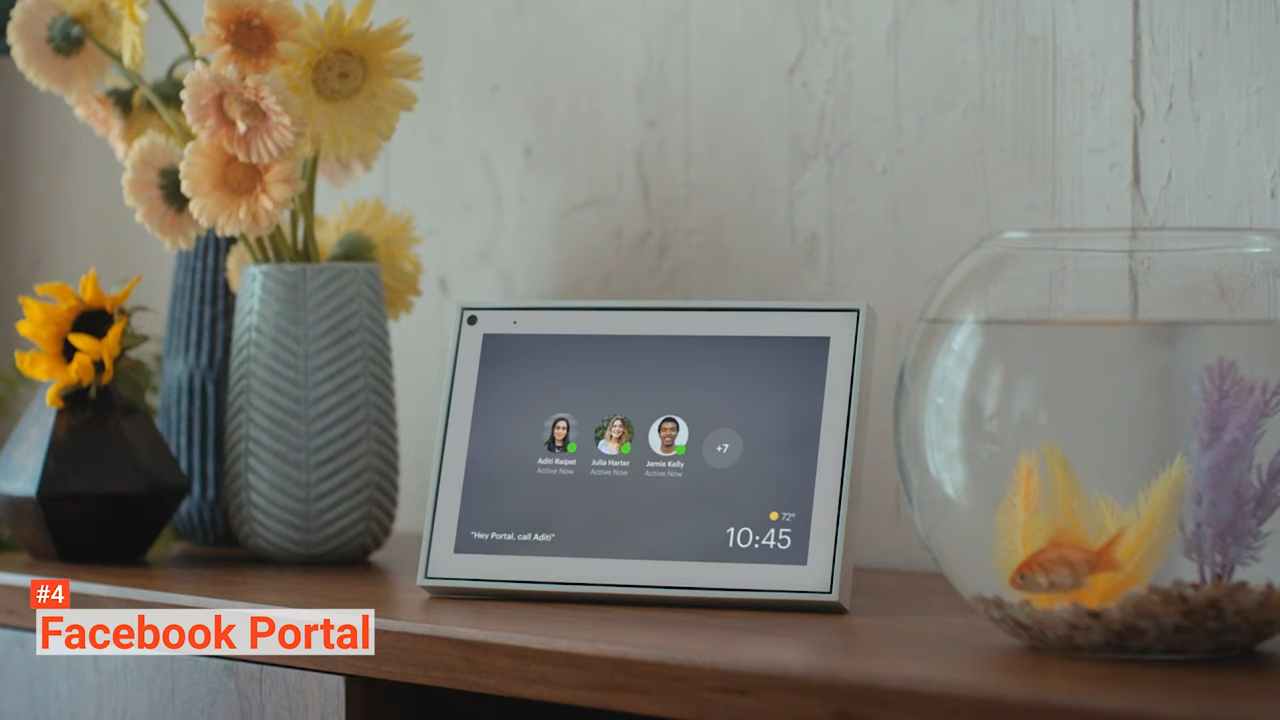 Aditi Raipet Julia Harter Jamie Kelly +7
Active Now Active Now Active Now
72°
"Hey Portal, call Aditi" 10:45
#4
Facebook Portal